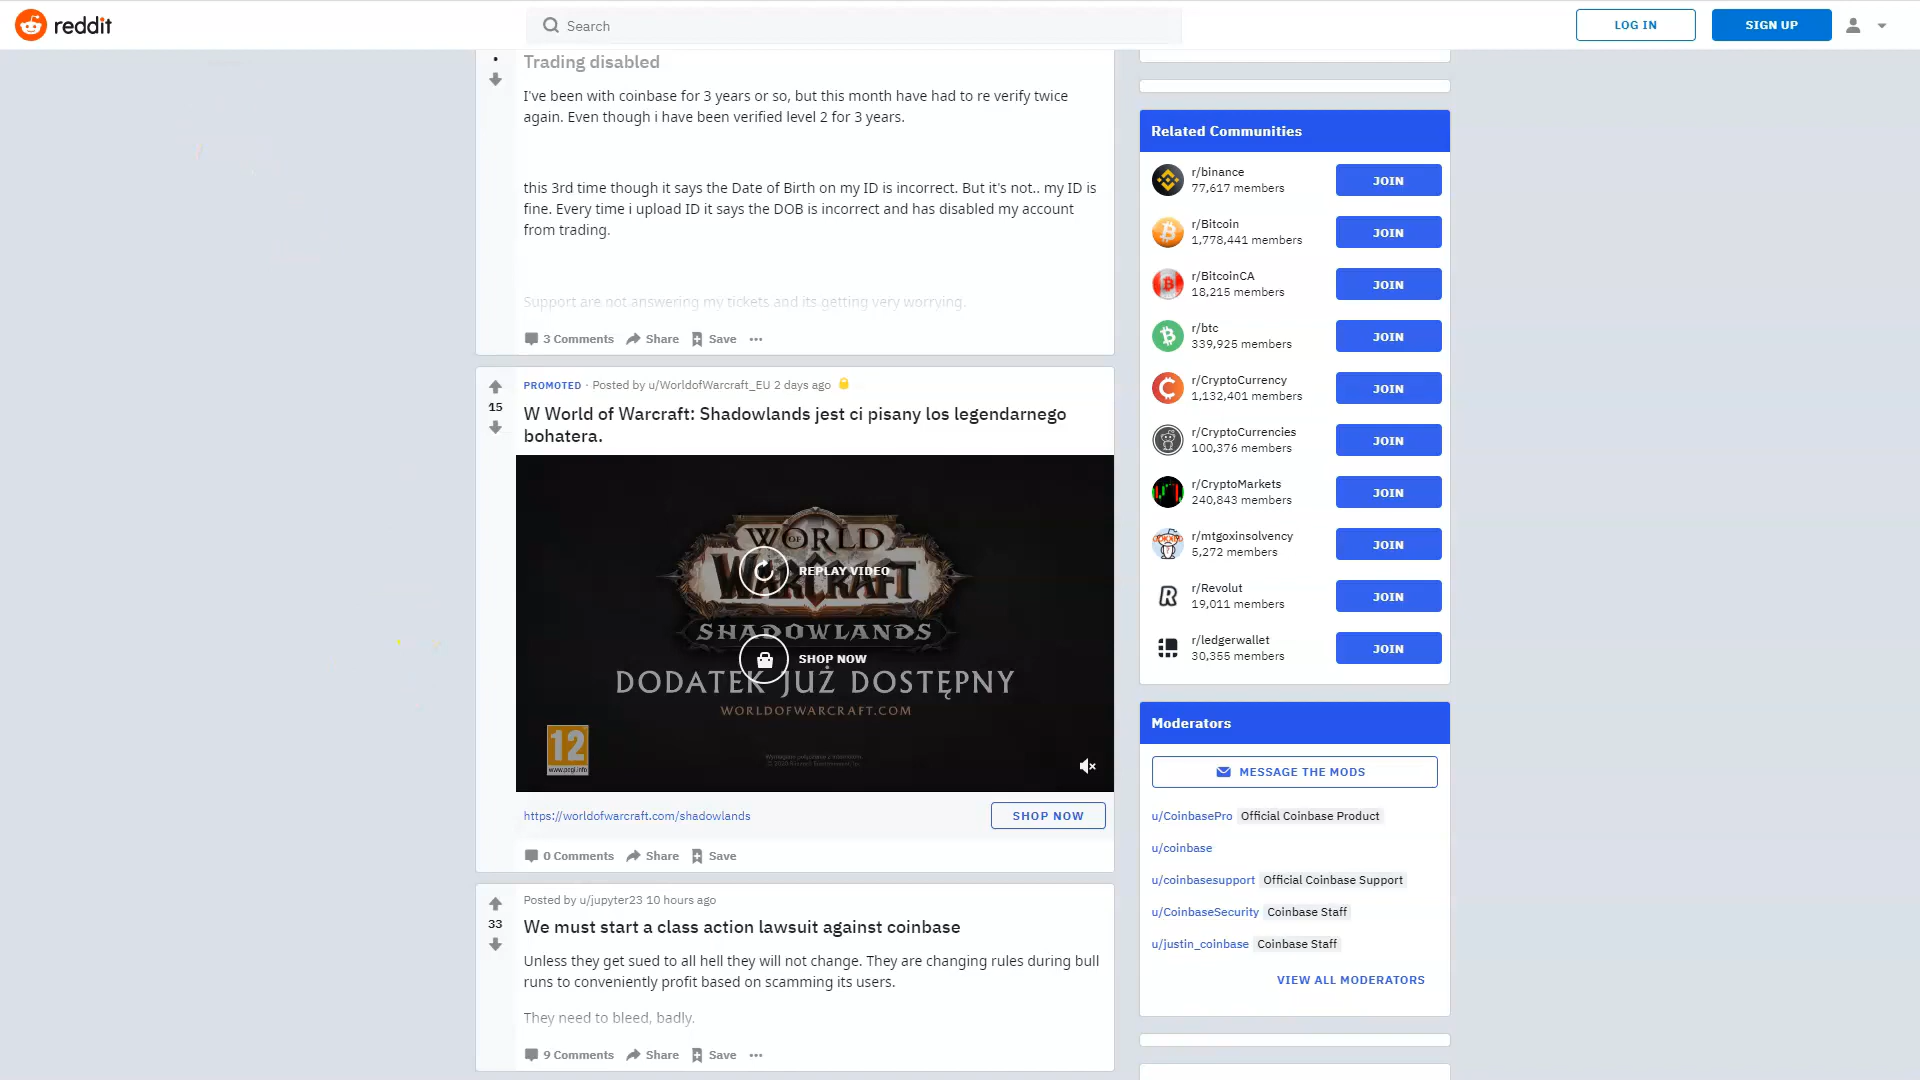 reddit
Search
LOG IN
SIGN UP
Trading disabled
I've been with coinbase for 3 years or so, but this month have had to re verify twice
again. Even though i have been verified level 2 for 3 years.
this 3rd time though it says the Date of Birth on my ID is incorrect. But it's not.. my ID is
fine. Every time i upload ID it says the DOB is incorrect and has disabled my account
from trading.
Support are not answering my tickets and its getting very worrying.
3 Comments Share Save
PROMOTED · Posted by u/WorldofWarcraft_EU 2 days ago
15
W World of Warcraft: Shadowlands jest ci pisany los legendarnego
bohatera.
WORLD OF
WARCRAFT
REPLAY VIDEO
SHADOWLANDS
SHOP NOW
DODATEK JUŻ DOSTĘPNY
WORLDOFWARCRAFT.COM
12
www.pegi.info
https://worldofwarcraft.com/shadowlands
SHOP NOW
0 Comments Share Save
Posted by u/jupyter23 10 hours ago
33
We must start a class action lawsuit against coinbase
Unless they get sued to all hell they will not change. They are changing rules during bull
runs to conveniently profit based on scamming its users.
They need to bleed, badly.
9 Comments Share Save
Related Communities
r/binance
77,617 members
JOIN
r/Bitcoin
1,778,441 members
JOIN
r/BitcoinCA
18,215 members
JOIN
r/btc
339,925 members
JOIN
r/CryptoCurrency
1,132,401 members
JOIN
r/CryptoCurrencies
100,376 members
JOIN
r/CryptoMarkets
240,843 members
JOIN
r/mtgoxinsolvency
5,272 members
JOIN
r/Revolut
19,011 members
JOIN
r/ledgerwallet
30,355 members
JOIN
Moderators
MESSAGE THE MODS
u/CoinbasePro Official Coinbase Product
u/coinbase
u/coinbasesupport Official Coinbase Support
u/CoinbaseSecurity Coinbase Staff
u/justin_coinbase Coinbase Staff
VIEW ALL MODERATORS